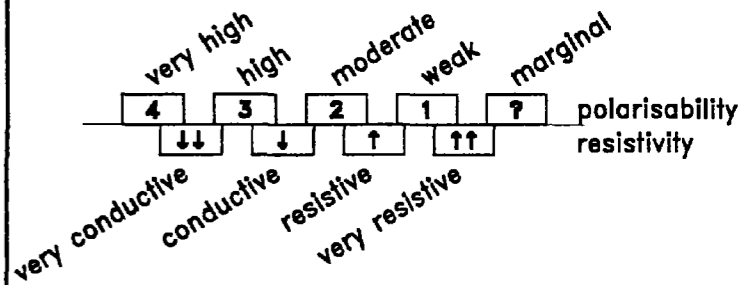 very high high moderate weak marginal
4 3 2 1 ? polarisability
↓↓ ↓ ↑ ↑↑ resistivity
very conductive conductive resistive very resistive